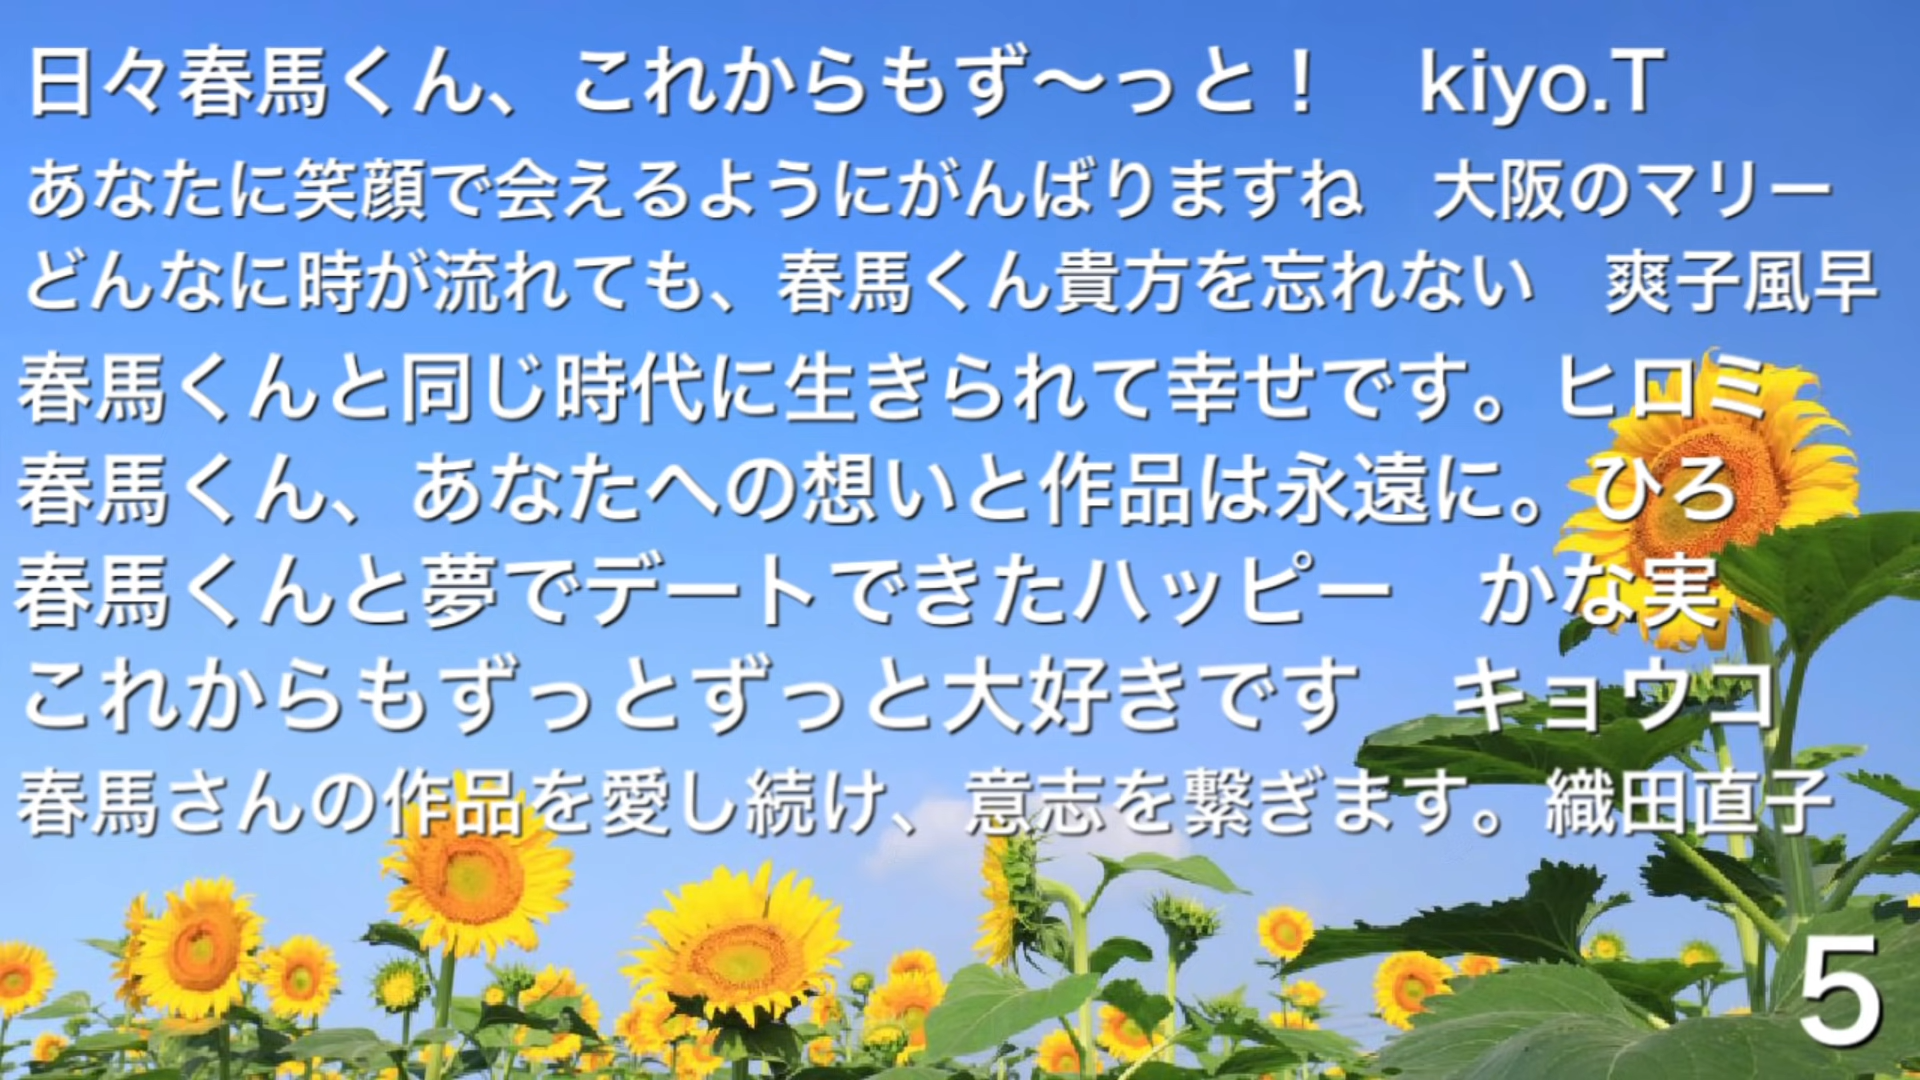 日々春馬くん、これからもず〜っと！　kiyo.T
あなたに笑顔で会えるようにがんばりますね　大阪のマリー
どんなに時が流れても、春馬くん貴方を忘れない　爽子風早
春馬くんと同じ時代に生きられて幸せです。ヒロミ
春馬くん、あなたへの想いと作品は永遠に。ひろ
春馬くんと夢でデートできたハッピー　かな実
これからもずっとずっと大好きです　キョウコ
春馬さんの作品を愛し続け、意志を繋ぎます。織田直子
5